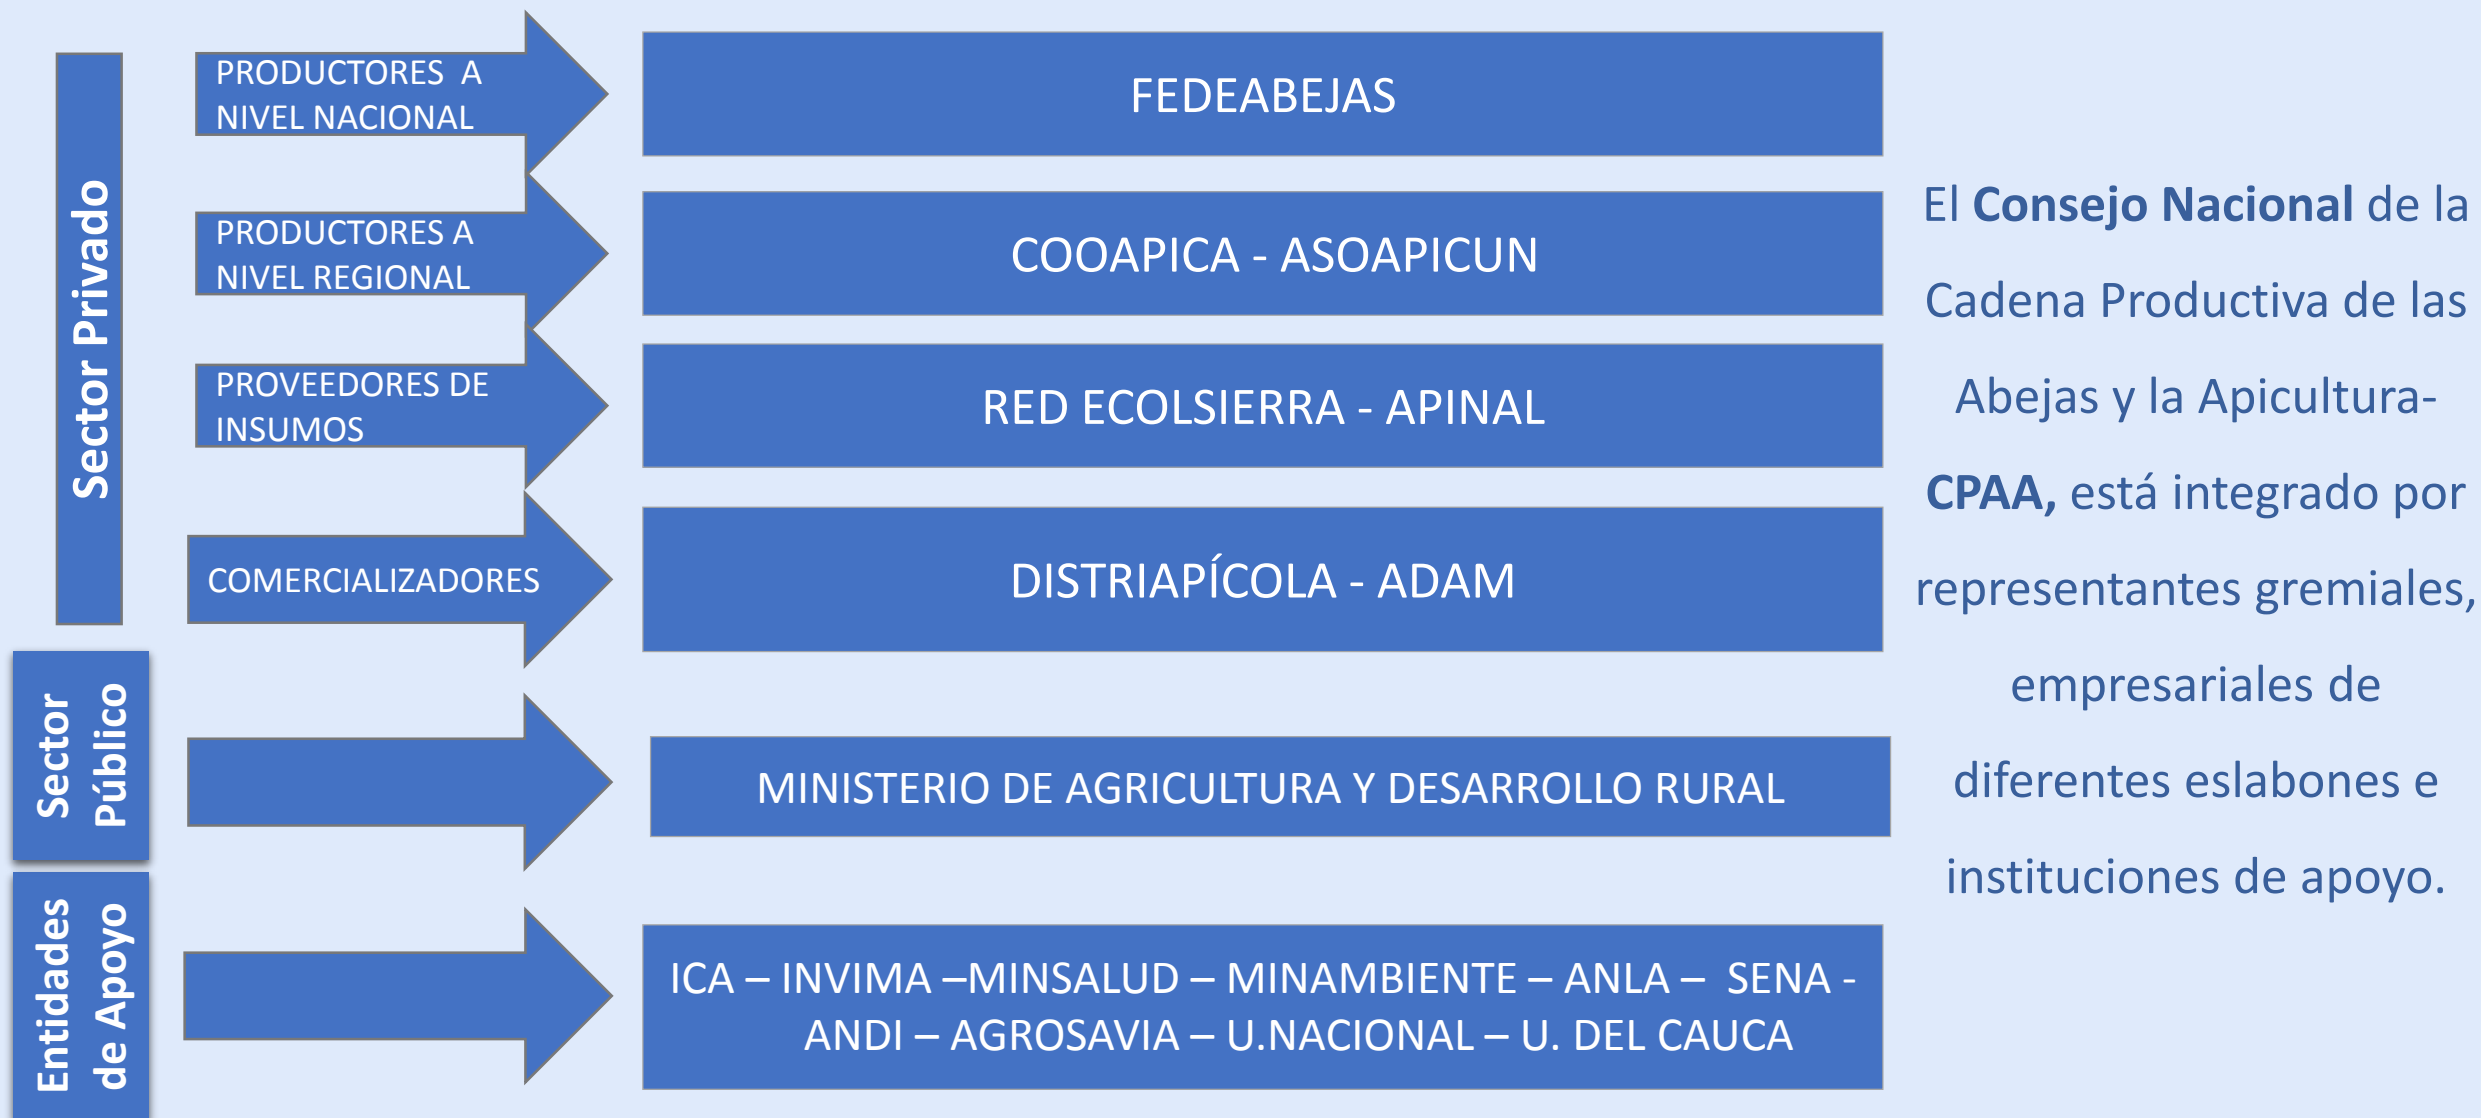 Sector Privado
PRODUCTORES A
NIVEL NACIONAL
FEDEABEJAS
PRODUCTORES A
NIVEL REGIONAL
COOAPICA - ASOAPICUN
PROVEEDORES DE
INSUMOS
RED ECOLSIERRA - APINAL
COMERCIALIZADORES
DISTRIAPÍCOLA - ADAM
Sector
Público
MINISTERIO DE AGRICULTURA Y DESARROLLO RURAL
Entidades
de Apoyo
ICA – INVIMA –MINSALUD – MINAMBIENTE – ANLA – SENA -
ANDI – AGROSAVIA – U.NACIONAL – U. DEL CAUCA
El Consejo Nacional de la
Cadena Productiva de las
Abejas y la Apicultura-
CPAA, está integrado por
representantes gremiales,
empresariales de
diferentes eslabones e
instituciones de apoyo.